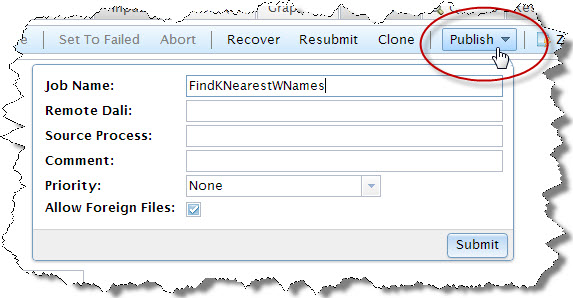 Set To Failed Abort Recover Resubmit Clone Publish
Job Name: FindKNearestWNames
Remote Dali:
Source Process:
Comment:
Priority: None
Allow Foreign Files:
Submit